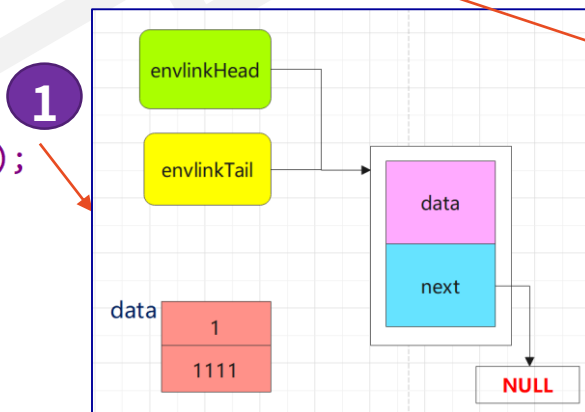 envlinkHead
1
);
envlinkTail
data
next
data
1
1111
NULL